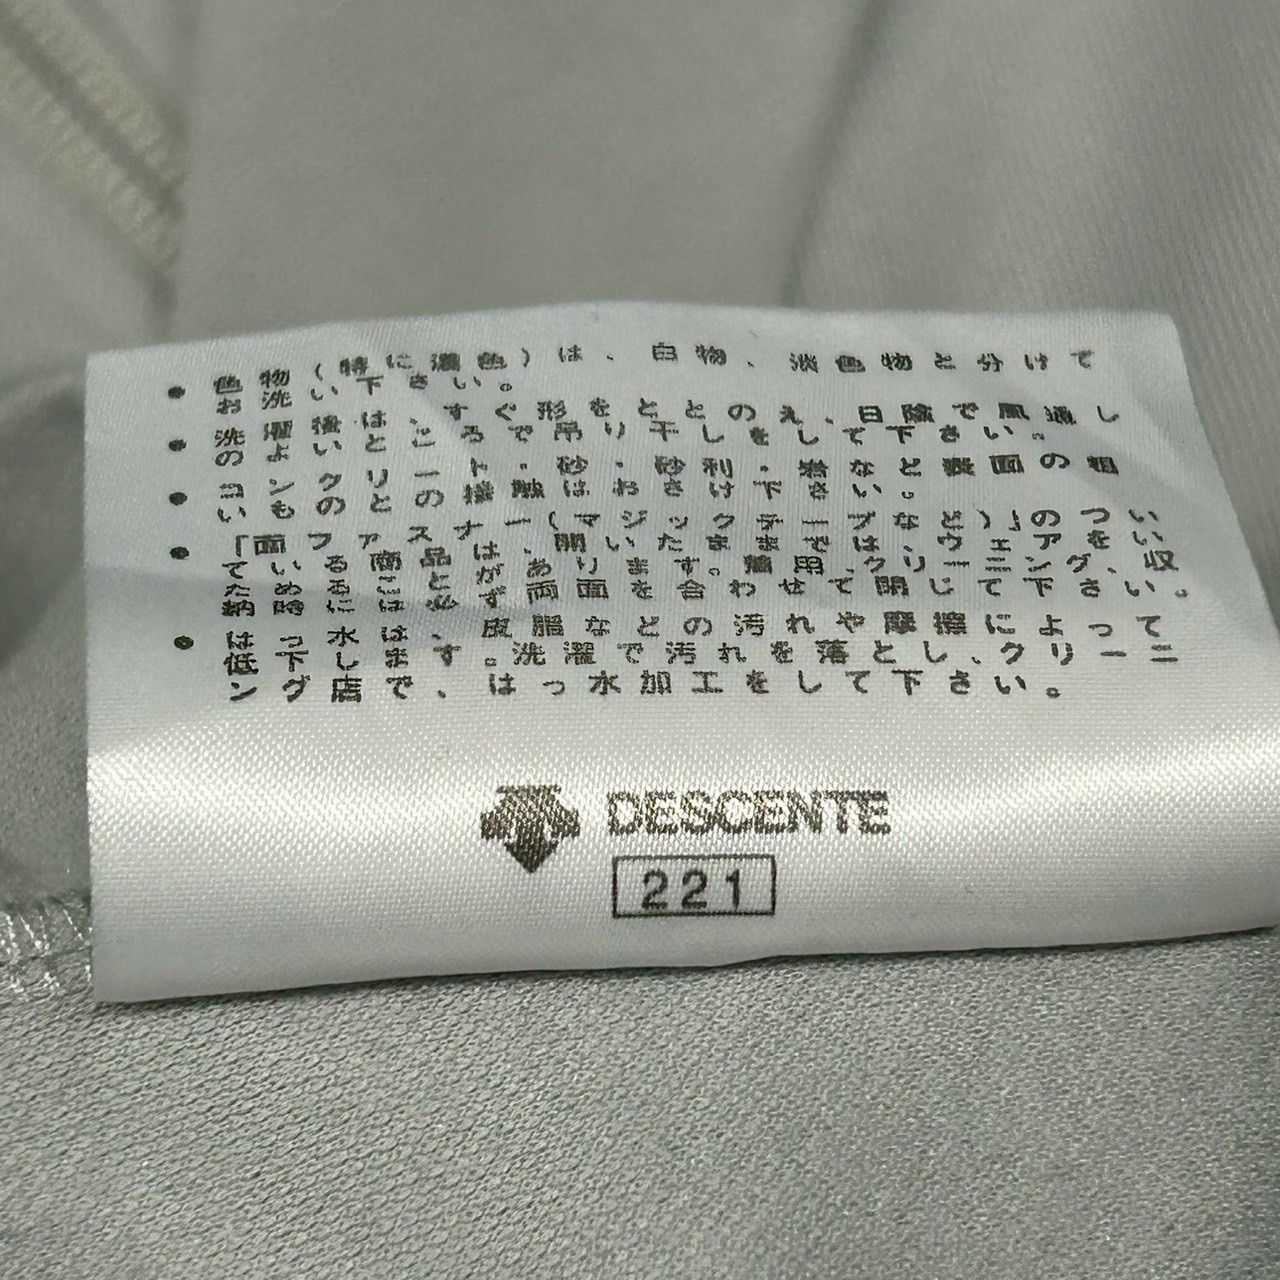 • 色物(特に濃色)は、白物、淡色物と分けて
お洗い下さい。
• 洗濯後は、すぐ形をととのえ、日陰で風通し
のよいところで吊り干しをして下さい。
• コンクリート・砂・砂利・岩など表面の粗
いものとの接触はおさけ下さい。
• 「面ファスナー(マジックテープなど)」のつい
ている商品は、開いたままでは、ウェアをい
ためることがあります。着用、クリーニング、収
納時には必ず両面を合わせて閉じて下さい。
• はっ水は、皮脂などの汚れや摩擦によって
低下します。洗濯で汚れを落とし、クリーニ
ング店で、はっ水加工をして下さい。
DESCENTE
221